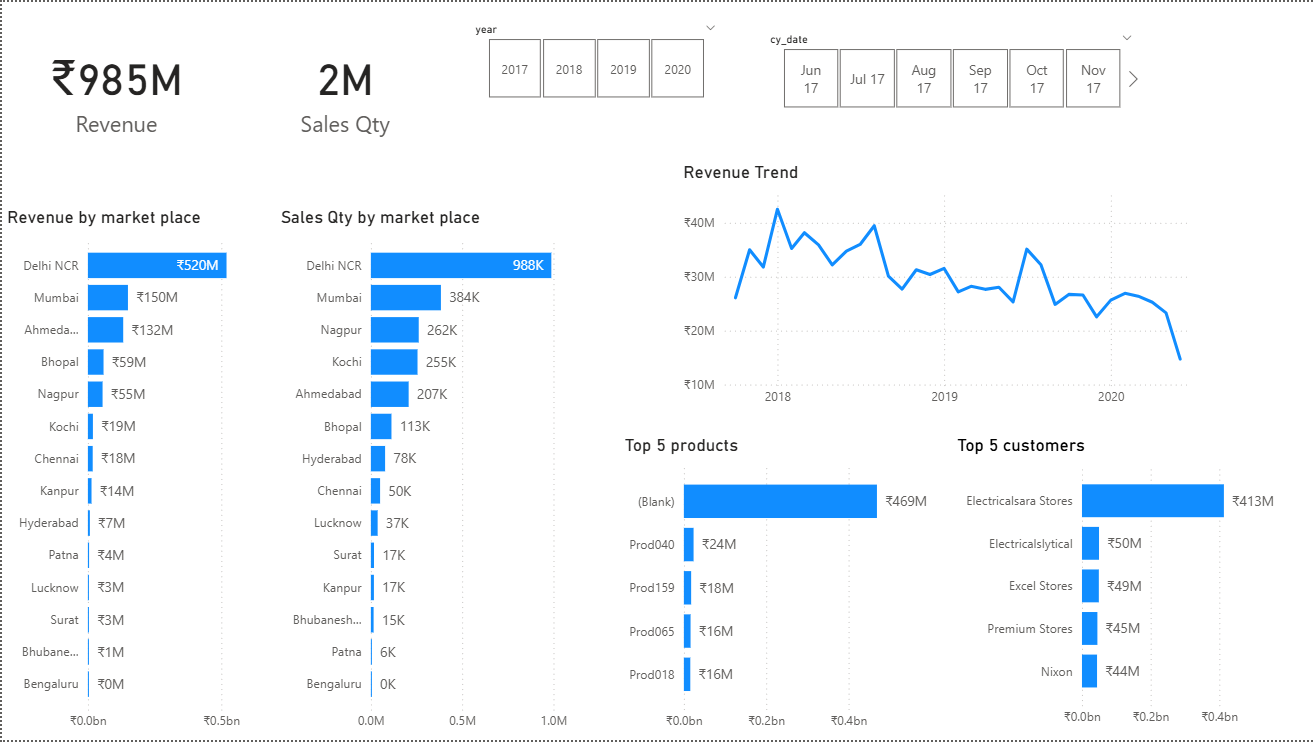 ₹985M
Revenue
2M
Sales Qty
year
2017
2018
2019
2020
cy_date
Jun
17
Jul 17
Aug
17
Sep
17
Oct
17
Nov
17
Revenue by market place
Delhi NCR ₹520M
Mumbai ₹150M
Ahmeda... ₹132M
Bhopal ₹59M
Nagpur ₹55M
Kochi ₹19M
Chennai ₹18M
Kanpur ₹14M
Hyderabad ₹7M
Patna ₹4M
Lucknow ₹3M
Surat ₹3M
Bhubane... ₹1M
Bengaluru ₹0M
₹0.0bn ₹0.5bn
Sales Qty by market place
Delhi NCR 988K
Mumbai 384K
Nagpur 262K
Kochi 255K
Ahmedabad 207K
Bhopal 113K
Hyderabad 78K
Chennai 50K
Lucknow 37K
Surat 17K
Kanpur 17K
Bhubanesh... 15K
Patna 6K
Bengaluru 0K
0.0M 0.5M 1.0M
Revenue Trend
₹40M
₹30M
₹20M
₹10M
2018 2019 2020
Top 5 products
(Blank) ₹469M
Prod040 ₹24M
Prod159 ₹18M
Prod065 ₹16M
Prod018 ₹16M
₹0.0bn ₹0.2bn ₹0.4bn
Top 5 customers
Electricalsara Stores ₹413M
Electricalslytical ₹50M
Excel Stores ₹49M
Premium Stores ₹45M
Nixon ₹44M
₹0.0bn ₹0.2bn ₹0.4bn